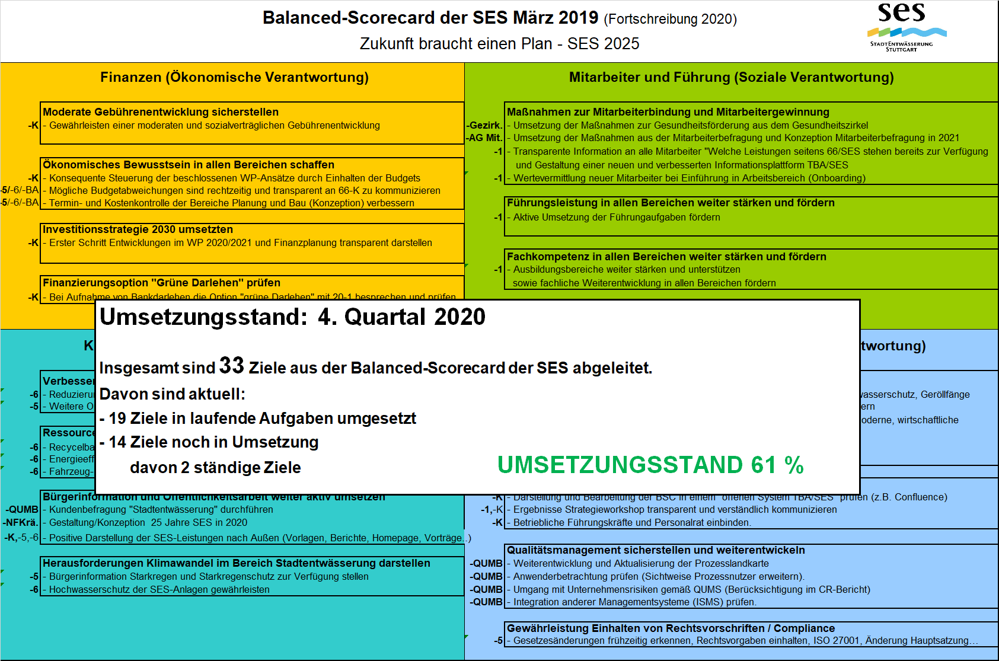 Balanced-Scorecard der SES März 2019 (Fortschreibung 2020)
Zukunft braucht einen Plan - SES 2025
ses
STADTENTWÄSSERUNG
STUTTGART
Finanzen (Ökonomische Verantwortung)
Moderate Gebührenentwicklung sicherstellen
-K - Gewährleisten einer moderaten und sozialverträglichen Gebührenentwicklung
Ökonomisches Bewusstsein in allen Bereichen schaffen
-K - Konsequente Steuerung der beschlossenen WP-Ansätze durch Einhalten der Budgets
-5/-6/-BA - Mögliche Budgetabweichungen sind rechtzeitig und transparent an 66-K zu kommunizieren
-5/-6/-BA - Termin- und Kostenkontrolle der Bereiche Planung und Bau (Konzeption) verbessern
Investitionsstrategie 2030 umsetzten
-K - Erster Schritt Entwicklungen im WP 2020/2021 und Finanzplanung transparent darstellen
Finanzierungsoption "Grüne Darlehen" prüfen
-K - Bei Aufnahme von Bankdarlehen die Option "grüne Darlehen" mit 20-1 besprechen und prüfen
Mitarbeiter und Führung (Soziale Verantwortung)
Maßnahmen zur Mitarbeiterbindung und Mitarbeitergewinnung
-Gezirk. - Umsetzung der Maßnahmen zur Gesundheitsförderung aus dem Gesundheitszirkel
-AG Mit. - Umsetzung der Maßnahmen aus der Mitarbeiterbefragung und Konzeption Mitarbeiterbefragung in 2021
-1 - Transparente Information an alle Mitarbeiter "Welche Leistungen seitens 66/SES stehen bereits zur Verfügung
und Gestaltung einer neuen und verbesserten Informationsplattform TBA/SES
-1 - Wertevermittlung neuer Mitarbeiter bei Einführung in Arbeitsbereich (Onboarding)
Führungsleistung in allen Bereichen weiter stärken und fördern
-1 - Aktive Umsetzung der Führungaufgaben fördern
Fachkompetenz in allen Bereichen weiter stärken und fördern
-1 - Ausbildungsbereiche weiter stärken und unterstützen
sowie fachliche Weiterentwicklung in allen Bereichen fördern
Umsetzungsstand: 4. Quartal 2020
Insgesamt sind 33 Ziele aus der Balanced-Scorecard der SES abgeleitet.
Davon sind aktuell:
- 19 Ziele in laufende Aufgaben umgesetzt
- 14 Ziele noch in Umsetzung
davon 2 ständige Ziele
UMSETZUNGSSTAND 61 %
K
Verbesser
-6 - Reduzierun
-5 - Weitere O
Ressource
-6 - Recycelba
-6 - Energieeff
-6 - Fahrzeug-
Bürgerinformation und Öffentlichkeitsarbeit weiter aktiv umsetzen
-QUMB - Kundenbefragung "Stadtentwässerung" durchführen
-NFKrä. - Gestaltung/Konzeption 25 Jahre SES in 2020
-K,-5,-6 - Positive Darstellung der SES-Leistungen nach Außen (Vorlagen, Berichte, Homepage, Vorträge..)
Herausforderungen Klimawandel im Bereich Stadtentwässerung darstellen
-5 - Bürgerinformation Starkregen und Starkregenschutz zur Verfügung stellen
-6 - Hochwasserschutz der SES-Anlagen gewährleisten
twortung)
wasserschutz, Geröllfänge
ern
oderne, wirtschaftliche
-K - Darstellung und Bearbeitung der BSC in einem "offenen System TBA/SES" prüfen (z.B. Confluence)
-1,-K - Ergebnisse Strategieworkshop transparent und verständlich kommunizieren
-K - Betriebliche Führungskräfte und Personalrat einbinden.
Qualitätsmanagement sicherstellen und weiterentwickeln
-QUMB - Weiterentwicklung und Aktualisierung der Prozesslandkarte
-QUMB - Anwenderbetrachtung prüfen (Sichtweise Prozessnutzer erweitern).
-QUMB - Umgang mit Unternehmensrisiken gemäß QUMS (Berücksichtigung im CR-Bericht)
-QUMB - Integration anderer Managementsysteme (ISMS) prüfen.
Gewährleistung Einhalten von Rechtsvorschriften / Compliance
-5 - Gesetzesänderungen frühzeitig erkennen, Rechtsvorgaben einhalten, ISO 27001, Änderung Hauptsatzung…